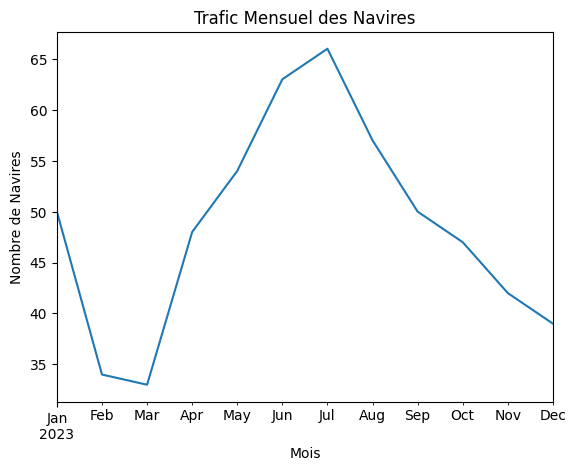 Trafic Mensuel des Navires
Nombre de Navires
65
60
55
50
45
40
35
Jan Feb Mar Apr May Jun Jul Aug Sep Oct Nov Dec
2023
Mois